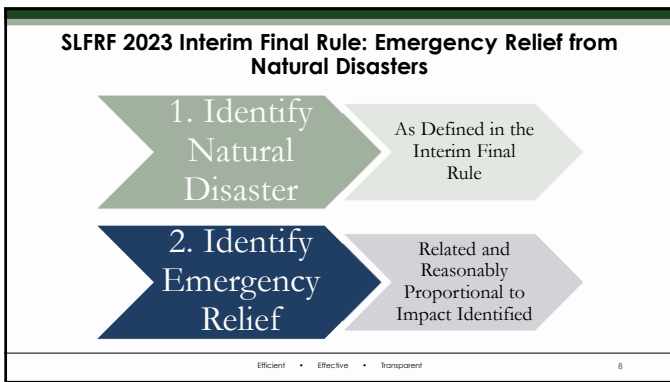 SLFRF 2023 Interim Final Rule: Emergency Relief from
Natural Disasters
1. Identify
Natural
Disaster
As Defined in the
Interim Final
Rule
2. Identify
Emergency
Relief
Related and
Reasonably
Proportional to
Impact Identified
Efficient • Effective • Transparent
8